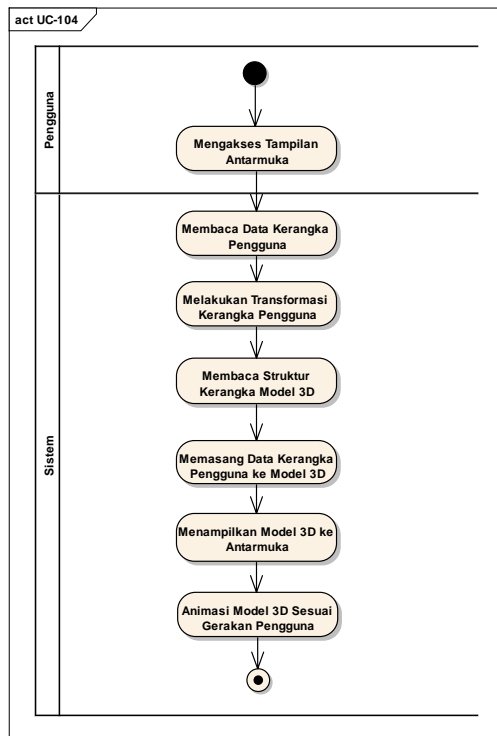 act UC-104
Pengguna
Mengakses Tampilan
Antarmuka
Sistem
Membaca Data Kerangka
Pengguna
Melakukan Transformasi
Kerangka Pengguna
Membaca Struktur
Kerangka Model 3D
Memasang Data Kerangka
Pengguna ke Model 3D
Menampilkan Model 3D ke
Antarmuka
Animasi Model 3D Sesuai
Gerakan Pengguna